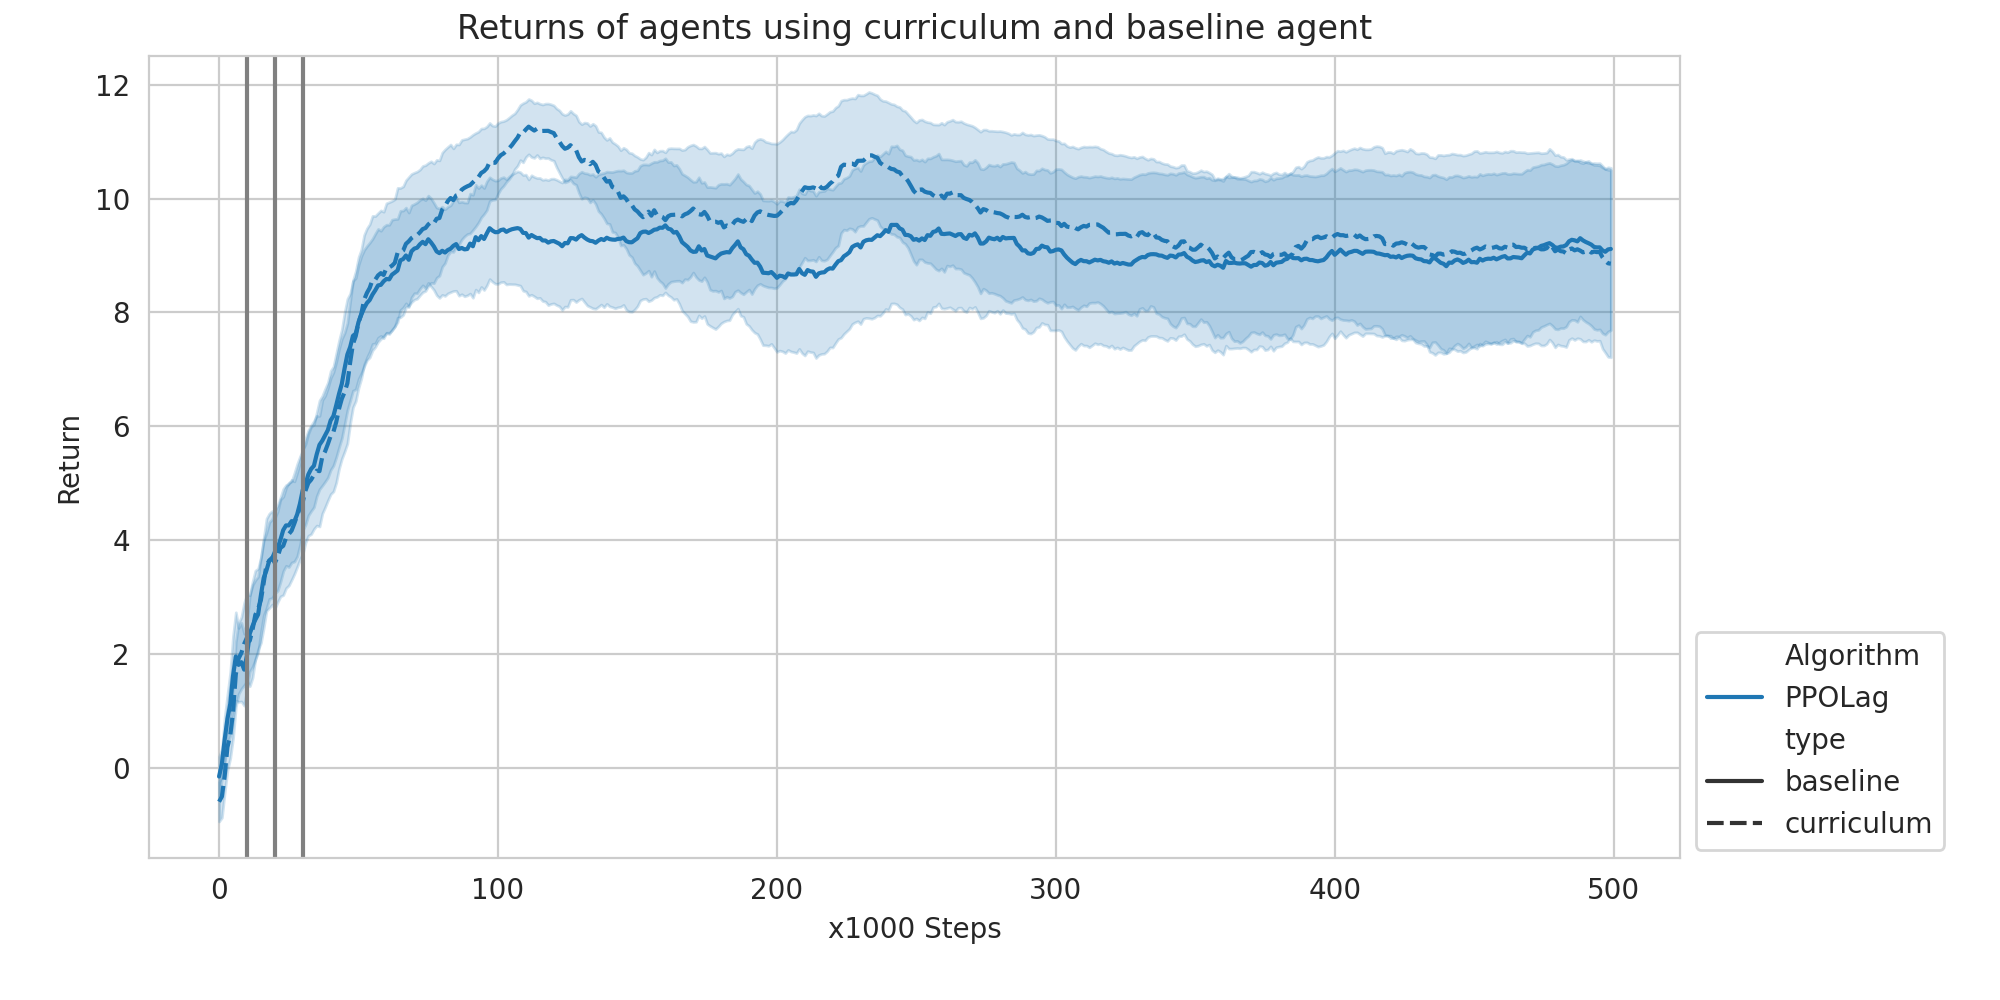 Returns of agents using curriculum and baseline agent
12
10
8
6
4
2
0
Return
0 100 200 300 400 500
x1000 Steps
Algorithm
PPOLag
type
baseline
curriculum